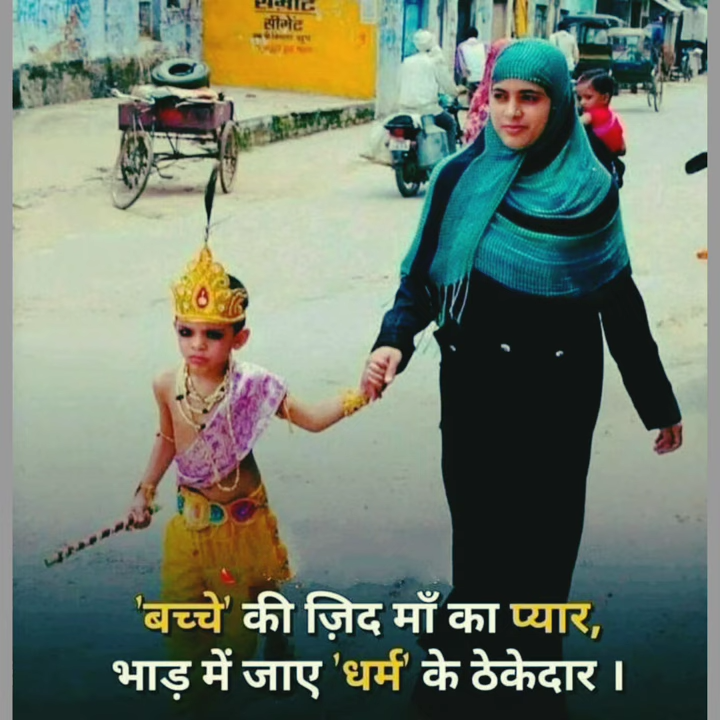 सीमेंट
'बच्चे' की ज़िद माँ का प्यार,
भाड़ में जाए 'धर्म' के ठेकेदार ।